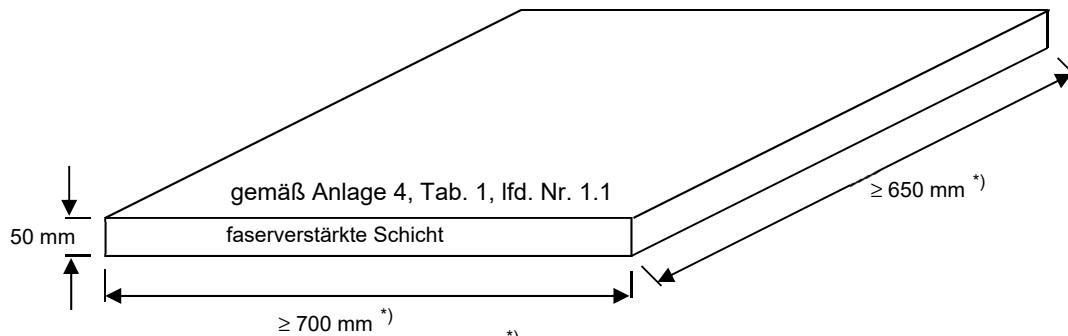 gemäß Anlage 4, Tab. 1, lfd. Nr. 1.1
≥ 650 mm *)
50 mm
faserverstärkte Schicht
≥ 700 mm *)
*)